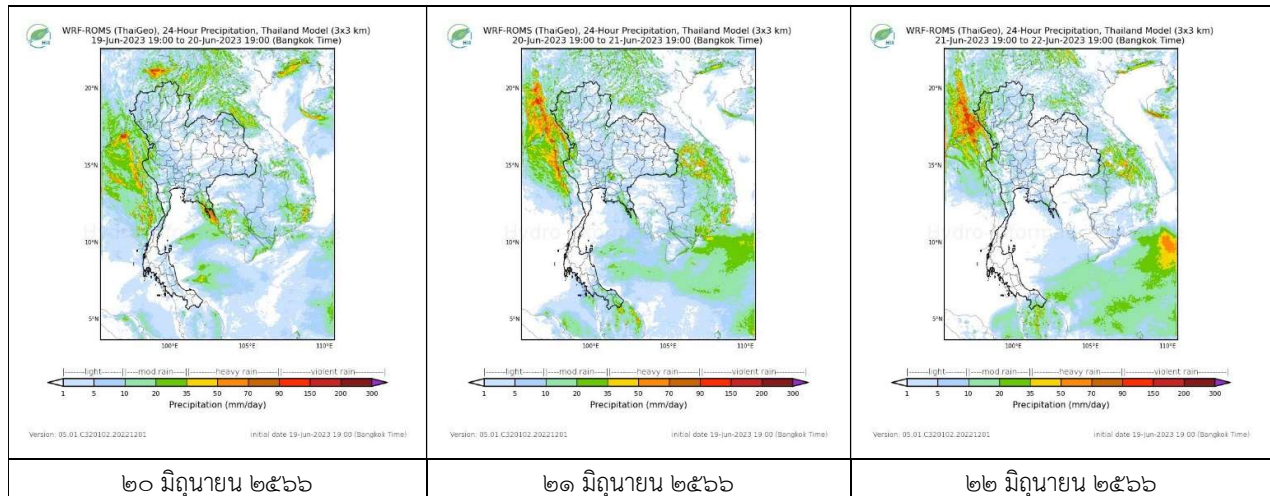 WRF-ROMS (ThaiGeo), 24-Hour Precipitation, Thailand Model (3x3 km)
19-Jun-2023 19:00 to 20-Jun-2023 19:00 (Bangkok Time)
20°N
15°N
10°N
5°N
100°E
105°E
110°E
|--------light--------||----mod rain----||---------heavy rain---------||---------violent rain---------|
1 5 10 20 35 50 70 90 150 200 300
Precipitation (mm/day)
Version: 05.01.C320102.20221201
initial date 19-Jun-2023 19:00 (Bangkok Time)
๒๐ มิถุนายน ๒๕๖๖
WRF-ROMS (ThaiGeo), 24-Hour Precipitation, Thailand Model (3x3 km)
20-Jun-2023 19:00 to 21-Jun-2023 19:00 (Bangkok Time)
20°N
15°N
10°N
5°N
100°E
105°E
110°E
|--------light--------||----mod rain----||---------heavy rain---------||---------violent rain---------|
1 5 10 20 35 50 70 90 150 200 300
Precipitation (mm/day)
Version: 05.01.C320102.20221201
initial date 19-Jun-2023 19:00 (Bangkok Time)
๒๑ มิถุนายน ๒๕๖๖
WRF-ROMS (ThaiGeo), 24-Hour Precipitation, Thailand Model (3x3 km)
21-Jun-2023 19:00 to 22-Jun-2023 19:00 (Bangkok Time)
20°N
15°N
10°N
5°N
100°E
105°E
110°E
|--------light--------||----mod rain----||---------heavy rain---------||---------violent rain---------|
1 5 10 20 35 50 70 90 150 200 300
Precipitation (mm/day)
Version: 05.01.C320102.20221201
initial date 19-Jun-2023 19:00 (Bangkok Time)
๒๒ มิถุนายน ๒๕๖๖